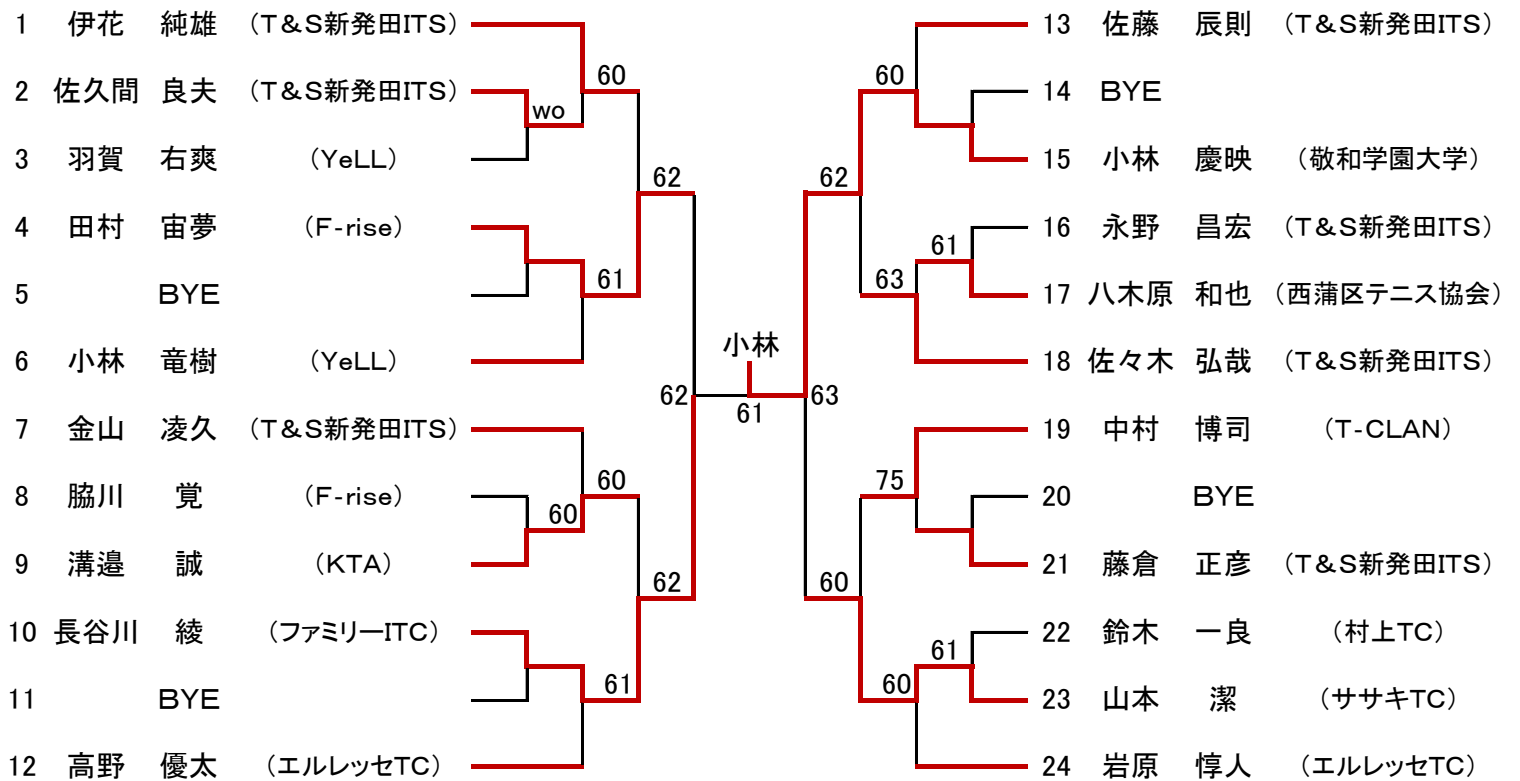 1 伊花 純雄 (T&S新発田ITS)
2 佐久間 良夫 (T&S新発田ITS)
3 羽賀 右爽 (YeLL)
4 田村 宙夢 (F-rise)
5 BYE
6 小林 竜樹 (YeLL)
7 金山 凌久 (T&S新発田ITS)
8 脇川 覚 (F-rise)
9 溝邉 誠 (KTA)
10 長谷川 綾 (ファミリーITC)
11 BYE
12 高野 優太 (エルレッセTC)
60
wo
62
61
62
60
60
62
61
小林
61
60
62
61
63
63
75
60
61
60
13 佐藤 辰則 (T&S新発田ITS)
14 BYE
15 小林 慶映 (敬和学園大学)
16 永野 昌宏 (T&S新発田ITS)
17 八木原 和也 (西蒲区テニス協会)
18 佐々木 弘哉 (T&S新発田ITS)
19 中村 博司 (T-CLAN)
20 BYE
21 藤倉 正彦 (T&S新発田ITS)
22 鈴木 一良 (村上TC)
23 山本 潔 (ササキTC)
24 岩原 惇人 (エルレッセTC)